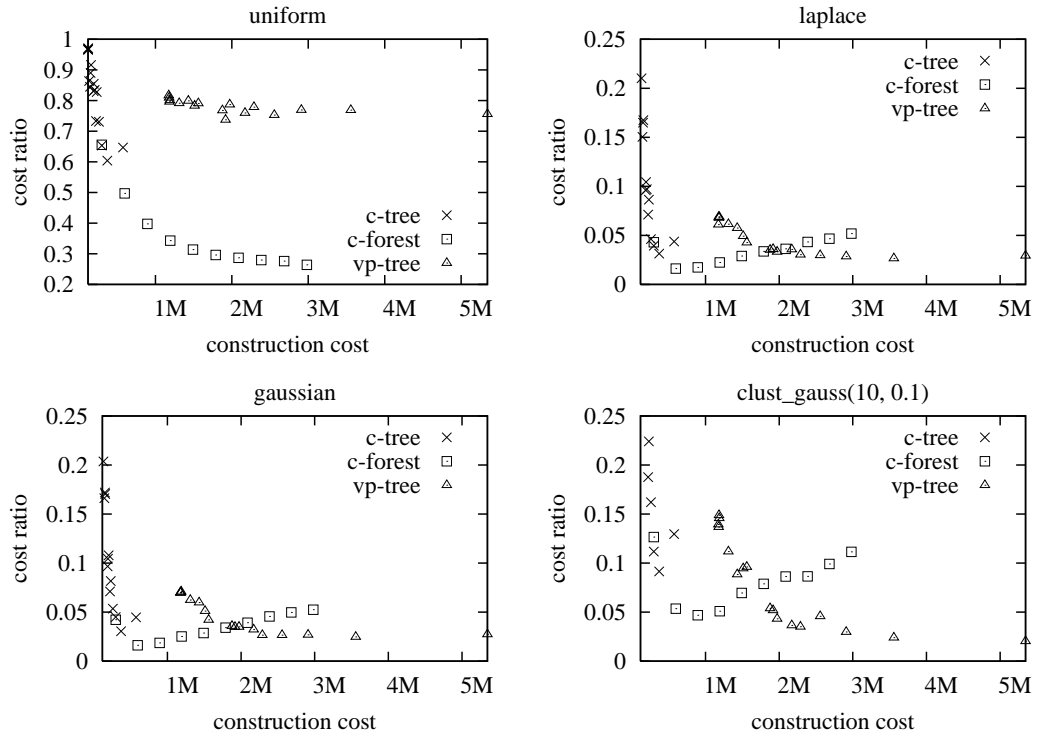 uniform
1
0.9
0.8
0.7
0.6
0.5
0.4
0.3
0.2
cost ratio
c-tree
c-forest
vp-tree
1M 2M 3M 4M 5M
construction cost
laplace
0.25
0.2
0.15
0.1
0.05
0
cost ratio
c-tree
c-forest
vp-tree
1M 2M 3M 4M 5M
construction cost
gaussian
0.25
0.2
0.15
0.1
0.05
0
cost ratio
c-tree
c-forest
vp-tree
1M 2M 3M 4M 5M
construction cost
clust_gauss(10, 0.1)
0.25
0.2
0.15
0.1
0.05
0
cost ratio
c-tree
c-forest
vp-tree
1M 2M 3M 4M 5M
construction cost